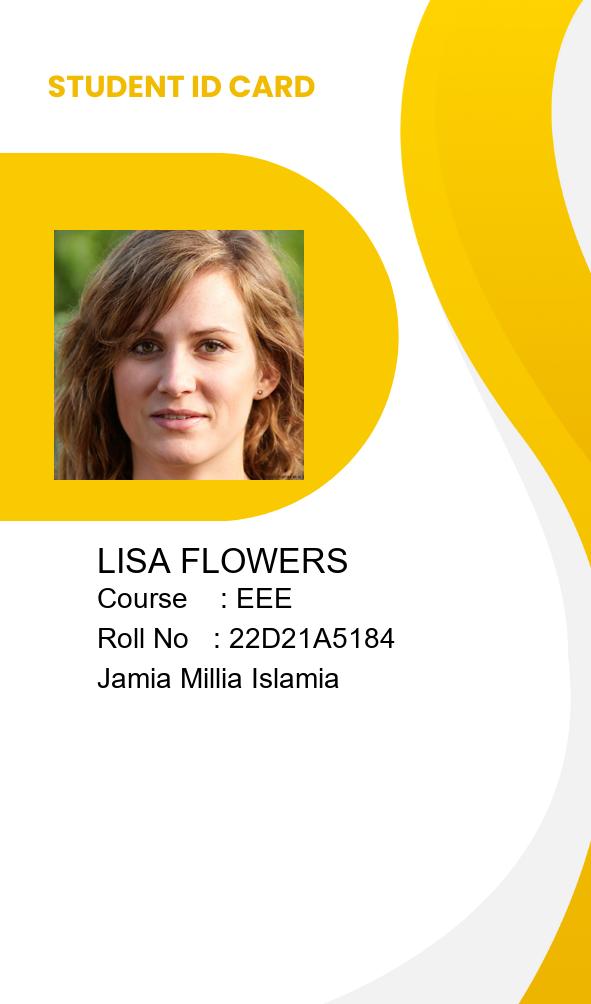 STUDENT ID CARD
LISA FLOWERS
Course : EEE
Roll No : 22D21A5184
Jamia Millia Islamia